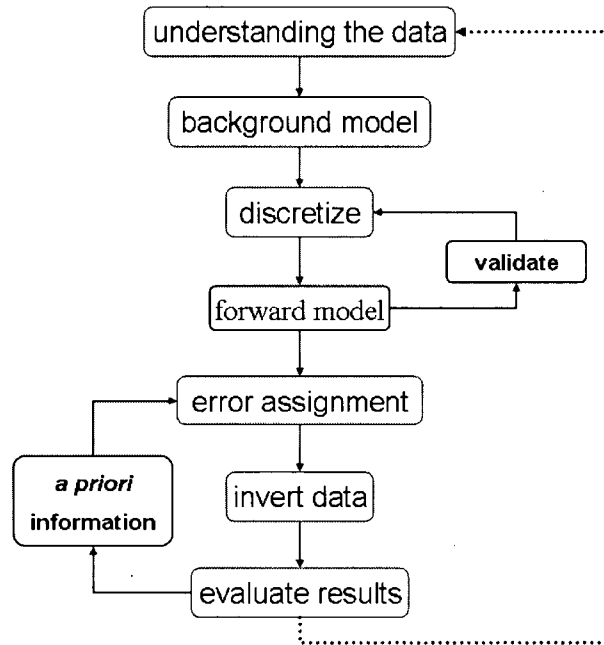 understanding the data
background model
discretize
validate
forward model
error assignment
a priori
information
invert data
evaluate results